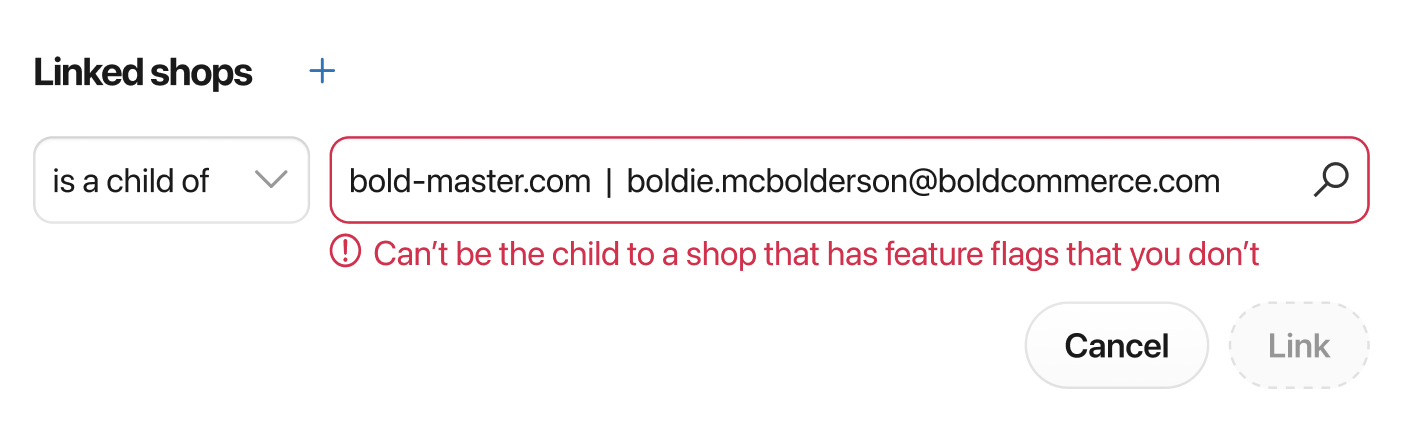 Linked shops +
is a child of bold-master.com | boldie.mcbolderson@boldcommerce.com
Can’t be the child to a shop that has feature flags that you don’t
Cancel Link